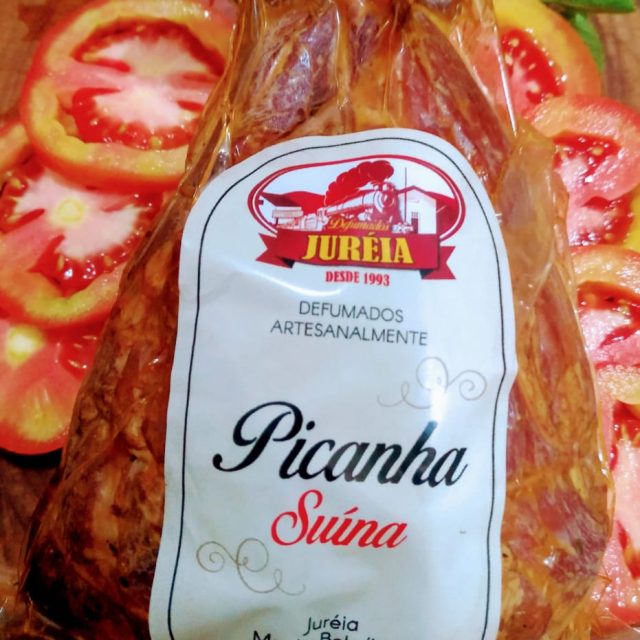 Defumados
JURÉIA
DESDE 1993
DEFUMADOS
ARTESANALMENTE
Picanha
Suína
Juréia